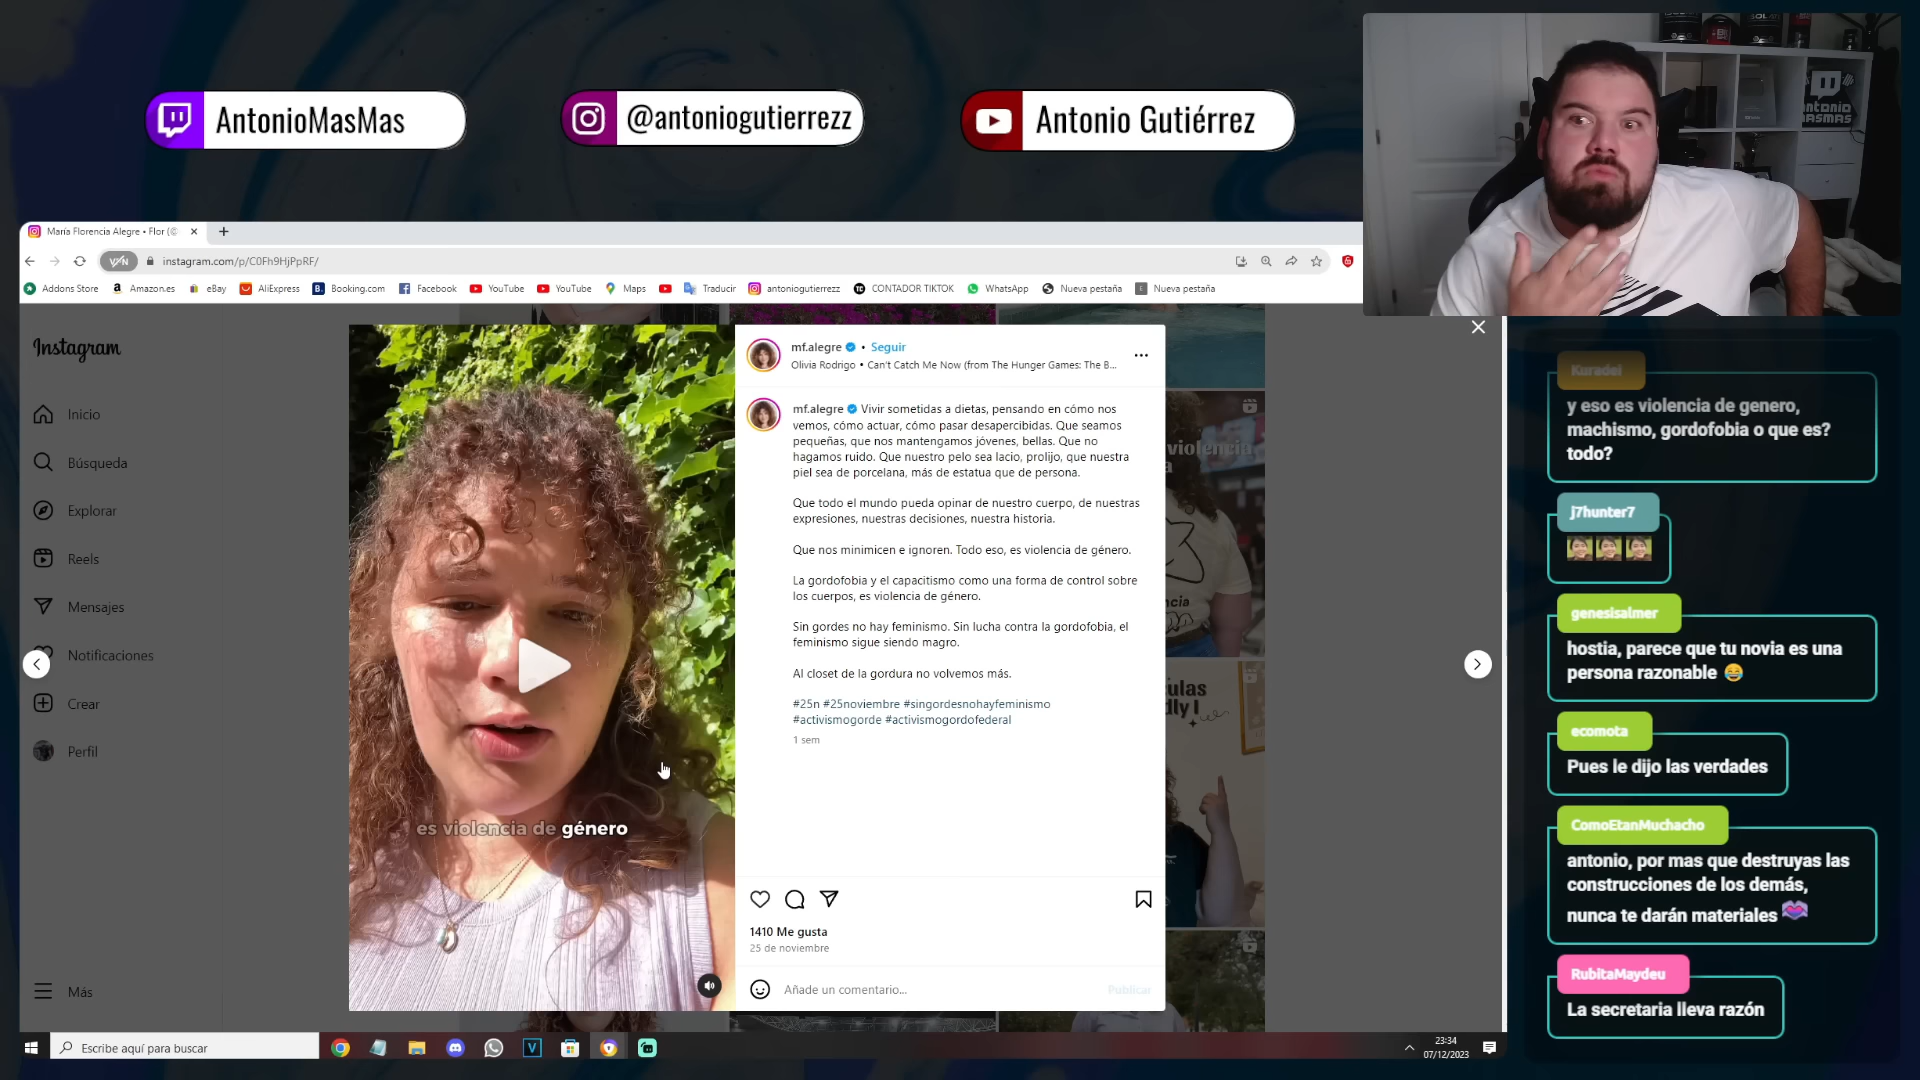 AntonioMasMas
@antoniogutierrezz
Antonio Gutiérrez
María Florencia Alegre • Flor (@
VPN
instagram.com/p/C0Fh9HjPpRF/
Addons Store
Amazon.es
eBay
AliExpress
Booking.com
Facebook
YouTube
YouTube
Maps
Traducir
antoniogutierrezz
CONTADOR TIKTOK
WhatsApp
Nueva pestaña
Nueva pestaña
Instagram
Inicio
Búsqueda
Explorar
Reels
Mensajes
Notificaciones
Crear
Perfil
Más
es violencia de género
mf.alegre • Seguir
Olivia Rodrigo • Can't Catch Me Now (from The Hunger Games: The B...
mf.alegre Vivir sometidas a dietas, pensando en cómo nos
vemos, cómo actuar, cómo pasar desapercibidas. Que seamos
pequeñas, que nos mantengamos jóvenes, bellas. Que no
hagamos ruido. Que nuestro pelo sea lacio, prolijo, que nuestra
piel sea de porcelana, más de estatua que de persona.
Que todo el mundo pueda opinar de nuestro cuerpo, de nuestras
expresiones, nuestras decisiones, nuestra historia.
Que nos minimicen e ignoren. Todo eso, es violencia de género.
La gordofobia y el capacitismo como una forma de control sobre
los cuerpos, es violencia de género.
Sin gordes no hay feminismo. Sin lucha contra la gordofobia, el
feminismo sigue siendo magro.
Al closet de la gordura no volvemos más.
#25n #25noviembre #singordesnohayfeminismo
#activismogorde #activismogordofederal
1 sem
1410 Me gusta
25 de noviembre
Añade un comentario...
Publicar
violencia
a
ncia
ulas
dly!
antonio
MASMAS
Kuradei
y eso es violencia de genero,
machismo, gordofobia o que es?
todo?
j7hunter7
genesisalmer
hostia, parece que tu novia es una
persona razonable 😂
ecomota
Pues le dijo las verdades
ComoEtanMuchacho
antonio, por mas que destruyas las
construcciones de los demás,
nunca te darán materiales
RubitaMaydeu
La secretaria lleva razón
Escribe aquí para buscar
23:34
07/12/2023